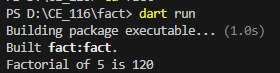 PS D:\CE_116\fact> dart run
Building package executable... (1.0s)
Built fact:fact.
Factorial of 5 is 120